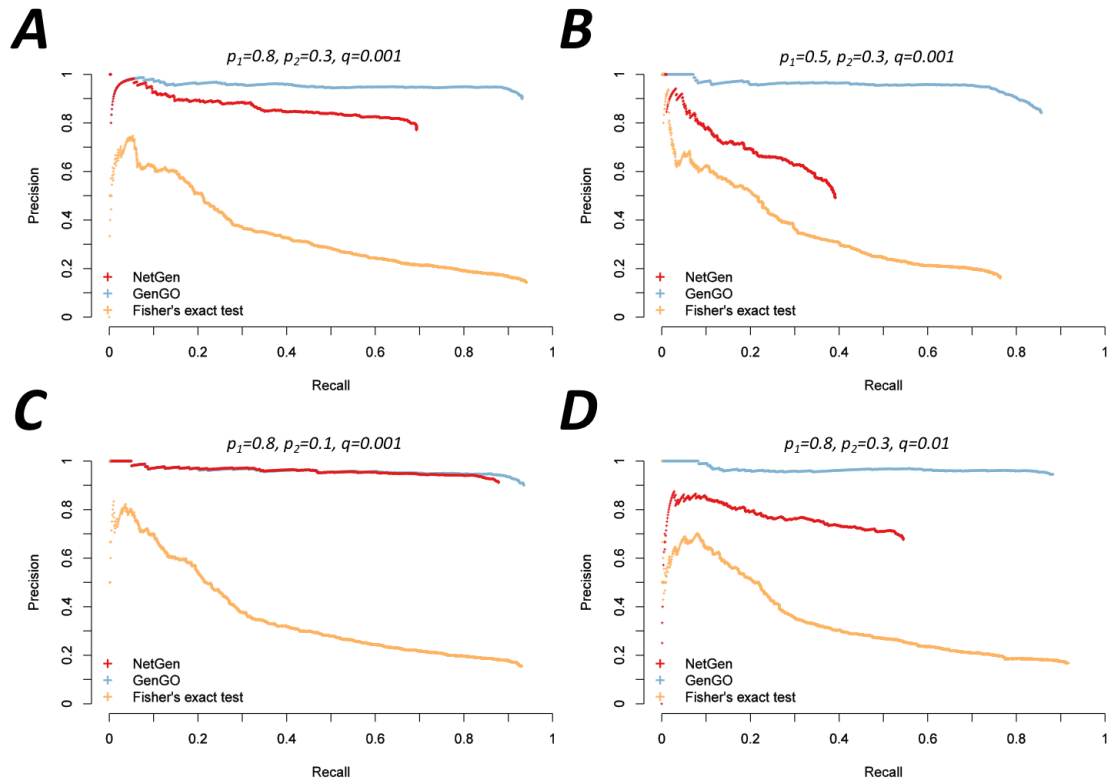 A
p1=0.8, p2=0.3, q=0.001
Precision
0
0.2
0.4
0.6
0.8
1
NetGen
GenGO
Fisher's exact test
0
0.2
0.4
0.6
0.8
1
Recall
B
p1=0.5, p2=0.3, q=0.001
Precision
0
0.2
0.4
0.6
0.8
1
NetGen
GenGO
Fisher's exact test
0
0.2
0.4
0.6
0.8
1
Recall
C
p1=0.8, p2=0.1, q=0.001
Precision
0
0.2
0.4
0.6
0.8
1
NetGen
GenGO
Fisher's exact test
0
0.2
0.4
0.6
0.8
1
Recall
D
p1=0.8, p2=0.3, q=0.01
Precision
0
0.2
0.4
0.6
0.8
1
NetGen
GenGO
Fisher's exact test
0
0.2
0.4
0.6
0.8
1
Recall